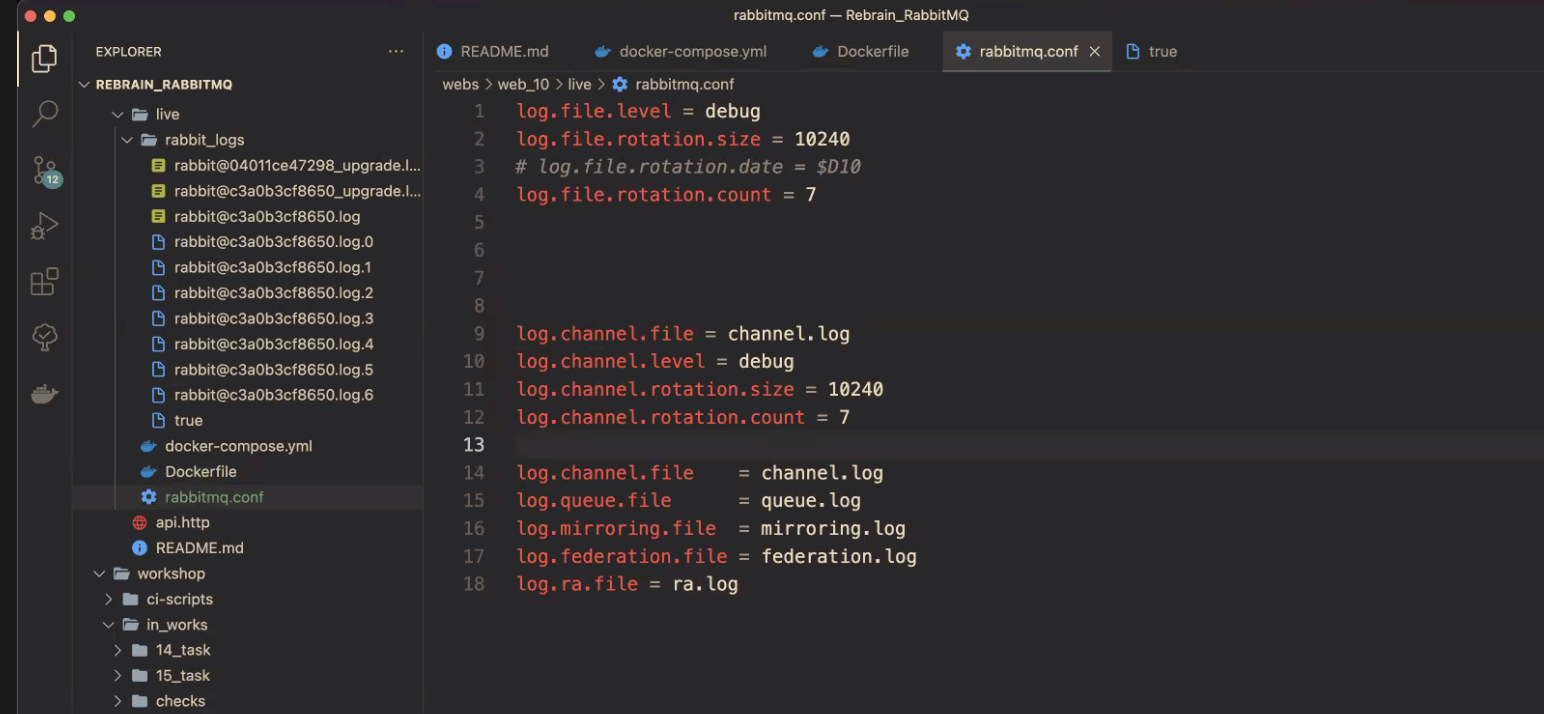 rabbitmq.conf — Rebrain_RabbitMQ
EXPLORER
README.md
docker-compose.yml
Dockerfile
rabbitmq.conf
true
REBRAIN_RABBITMQ
live
rabbit_logs
rabbit@04011ce47298_upgrade.l...
rabbit@c3a0b3cf8650_upgrade.l...
rabbit@c3a0b3cf8650.log
rabbit@c3a0b3cf8650.log.0
rabbit@c3a0b3cf8650.log.1
rabbit@c3a0b3cf8650.log.2
rabbit@c3a0b3cf8650.log.3
rabbit@c3a0b3cf8650.log.4
rabbit@c3a0b3cf8650.log.5
rabbit@c3a0b3cf8650.log.6
true
docker-compose.yml
Dockerfile
rabbitmq.conf
api.http
README.md
workshop
ci-scripts
in_works
14_task
15_task
checks
12
webs > web_10 > live > rabbitmq.conf
1 log.file.level = debug
2 log.file.rotation.size = 10240
3 # log.file.rotation.date = $D10
4 log.file.rotation.count = 7
5
6
7
8
9 log.channel.file = channel.log
10 log.channel.level = debug
11 log.channel.rotation.size = 10240
12 log.channel.rotation.count = 7
13
14 log.channel.file    = channel.log
15 log.queue.file      = queue.log
16 log.mirroring.file  = mirroring.log
17 log.federation.file = federation.log
18 log.ra.file = ra.log